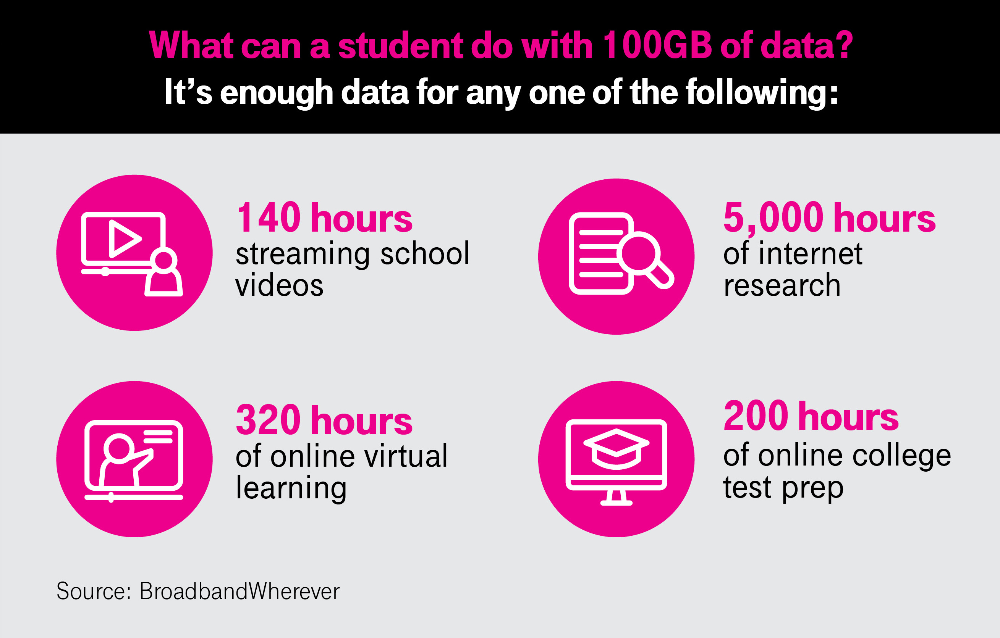 What can a student do with 100GB of data?
It’s enough data for any one of the following:
140 hours
streaming school
videos
5,000 hours
of internet
research
320 hours
of online virtual
learning
200 hours
of online college
test prep
Source: BroadbandWherever